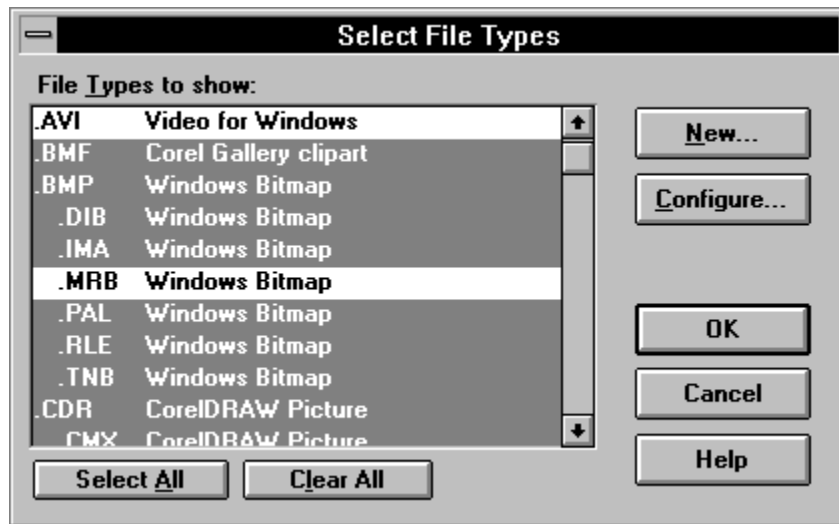 Select File Types
File Types to show:
.AVI Video for Windows
.BMF Corel Gallery clipart
.BMP Windows Bitmap
.DIB Windows Bitmap
.IMA Windows Bitmap
.MRB Windows Bitmap
.PAL Windows Bitmap
.RLE Windows Bitmap
.TNB Windows Bitmap
.CDR CorelDRAW Picture
.CMX CorelDRAW Picture
Select All
Clear All
New...
Configure...
OK
Cancel
Help